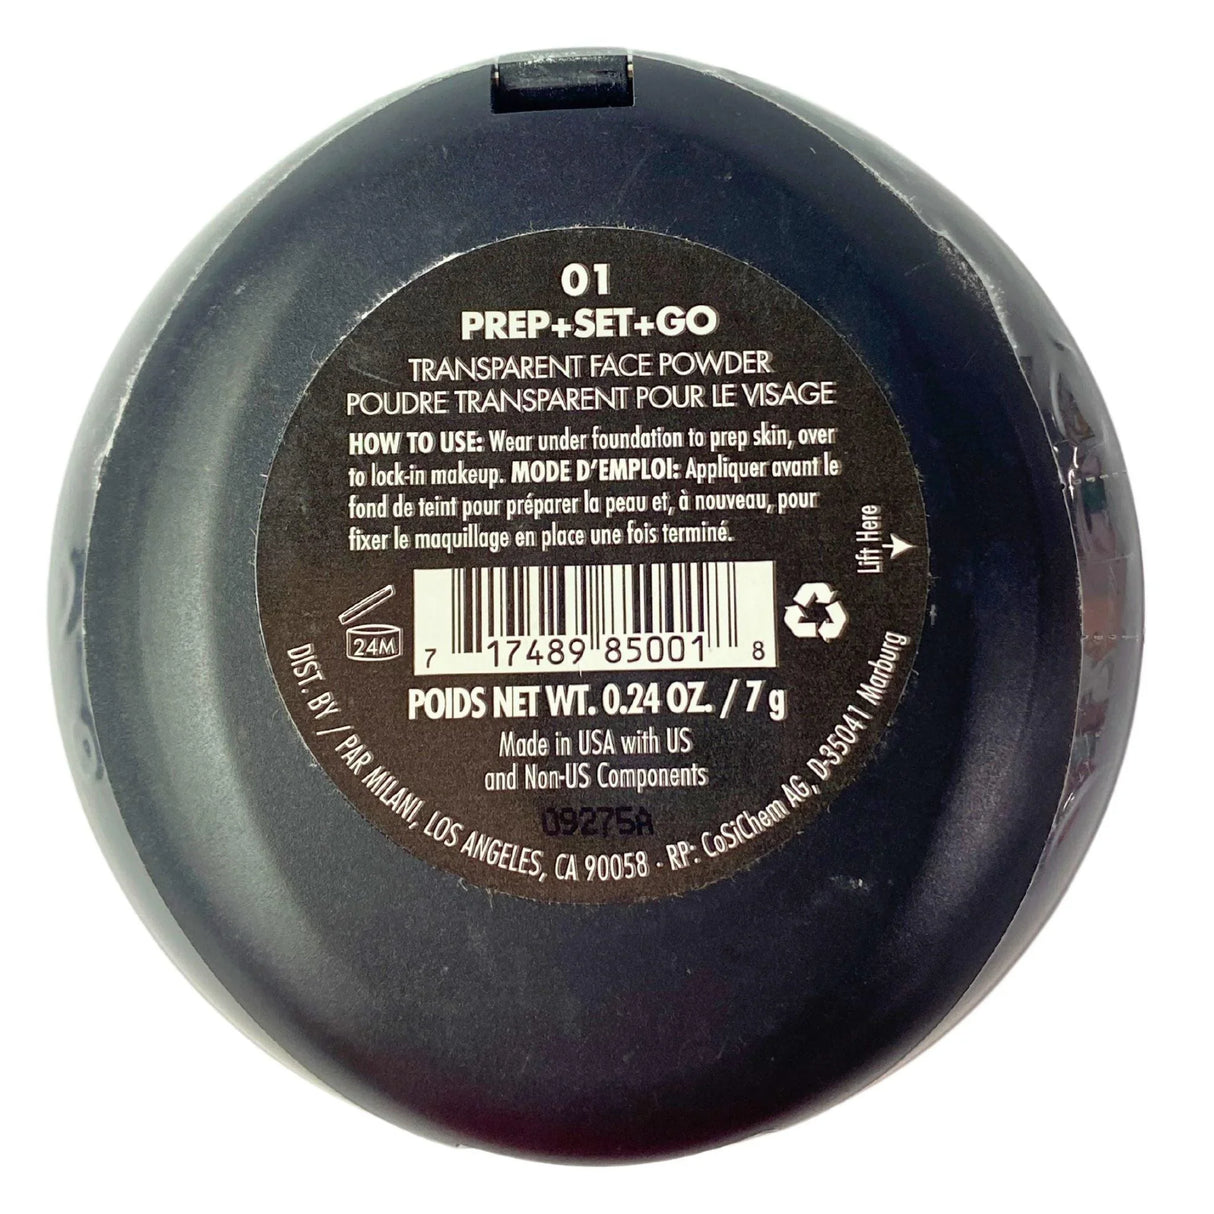 01
PREP+SET+GO
TRANSPARENT FACE POWDER
POUDRE TRANSPARENT POUR LE VISAGE
HOW TO USE: Wear under foundation to prep skin, over
to lock-in makeup. MODE D'EMPLOI: Appliquer avant le
fond de teint pour préparer la peau et, à nouveau, pour
fixer le maquillage en place une fois terminé.
Lift Here
24M
7 17489 85001 8
POIDS NET WT. 0.24 OZ. / 7 g
Made in USA with US
and Non-US Components
09275A
DIST. BY / PAR MILANI, LOS ANGELES, CA 90058 · RP: CoSiChem AG, D-35041 Marburg